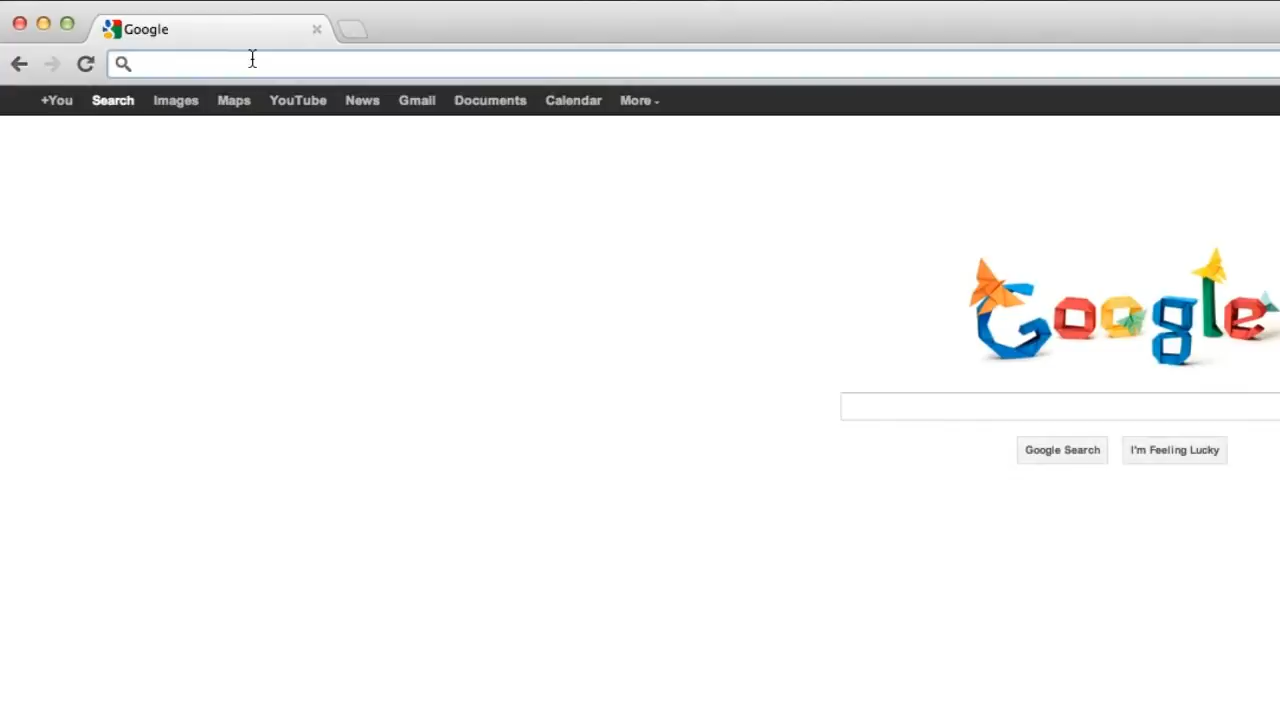 Google
+You Search Images Maps YouTube News Gmail Documents Calendar More
Google
Google Search I'm Feeling Lucky